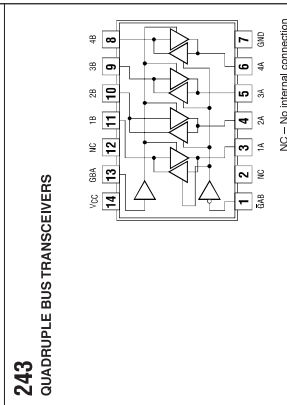 243
QUADRUPLE BUS TRANSCEIVERS
VCC GBA NC 1B 2B 3B 4B
14 13 12 11 10 9 8
1 2 3 4 5 6 7
GAB NC 1A 2A 3A 4A GND
NC – No internal connection